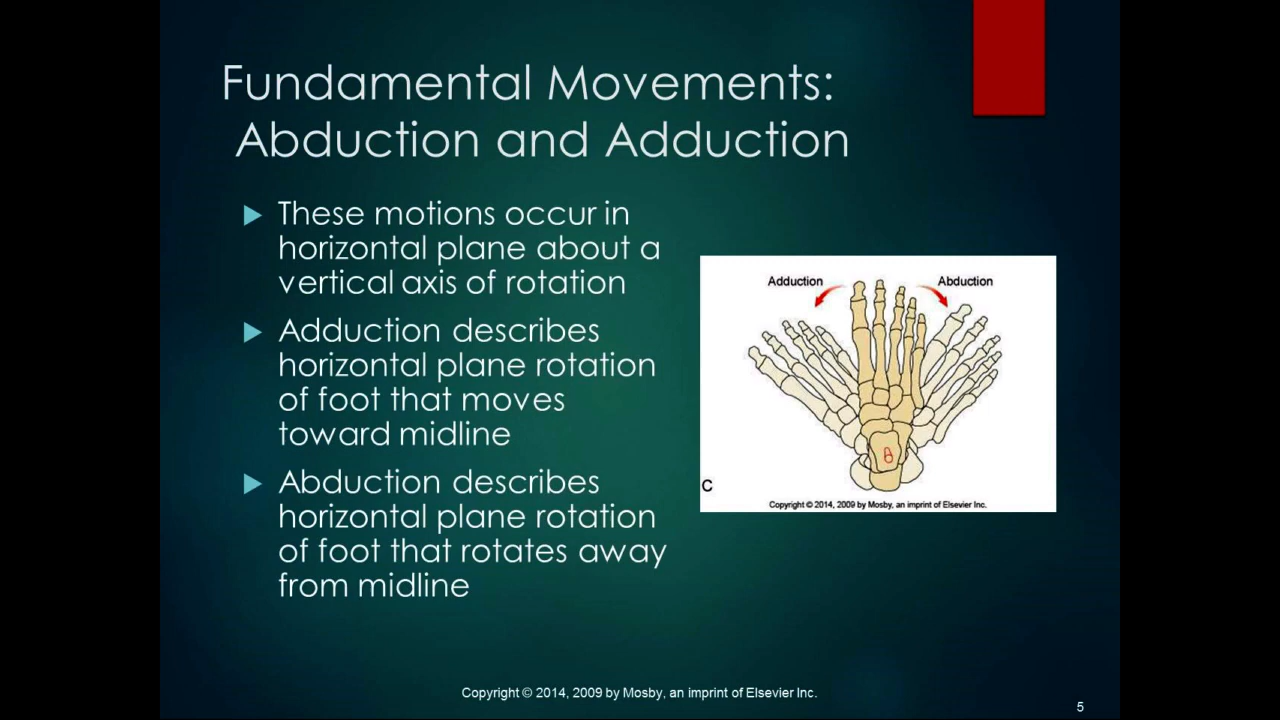 Fundamental Movements:
Abduction and Adduction
These motions occur in
horizontal plane about a
vertical axis of rotation
Adduction describes
horizontal plane rotation
of foot that moves
toward midline
Abduction describes
horizontal plane rotation
of foot that rotates away
from midline
Adduction
Abduction
C
Copyright © 2014, 2009 by Mosby, an imprint of Elsevier Inc.
Copyright © 2014, 2009 by Mosby, an imprint of Elsevier Inc.
5